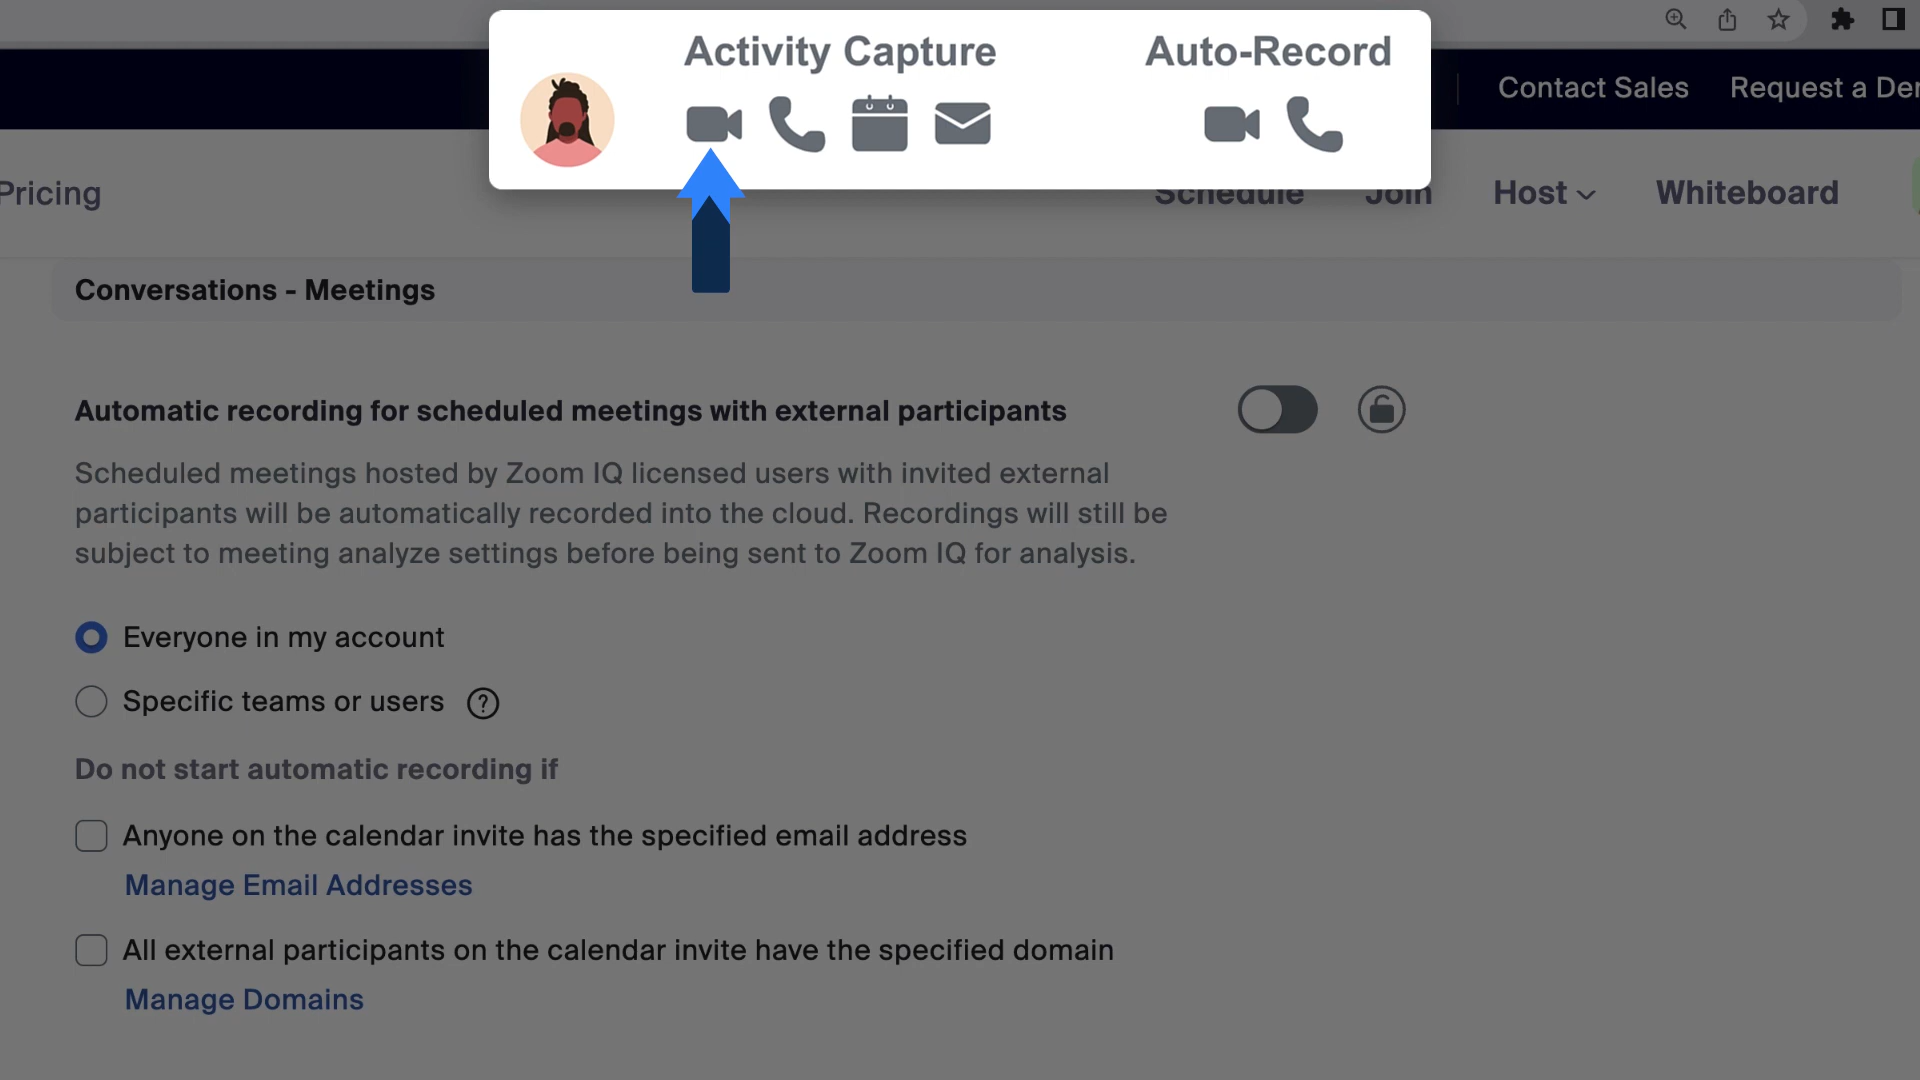 Activity Capture
Auto-Record
Contact Sales
Request a De
Pricing
Schedule
Join
Host
Whiteboard
Conversations - Meetings
Automatic recording for scheduled meetings with external participants
Scheduled meetings hosted by Zoom IQ licensed users with invited external
participants will be automatically recorded into the cloud. Recordings will still be
subject to meeting analyze settings before being sent to Zoom IQ for analysis.
Everyone in my account
Specific teams or users ?
Do not start automatic recording if
Anyone on the calendar invite has the specified email address
Manage Email Addresses
All external participants on the calendar invite have the specified domain
Manage Domains